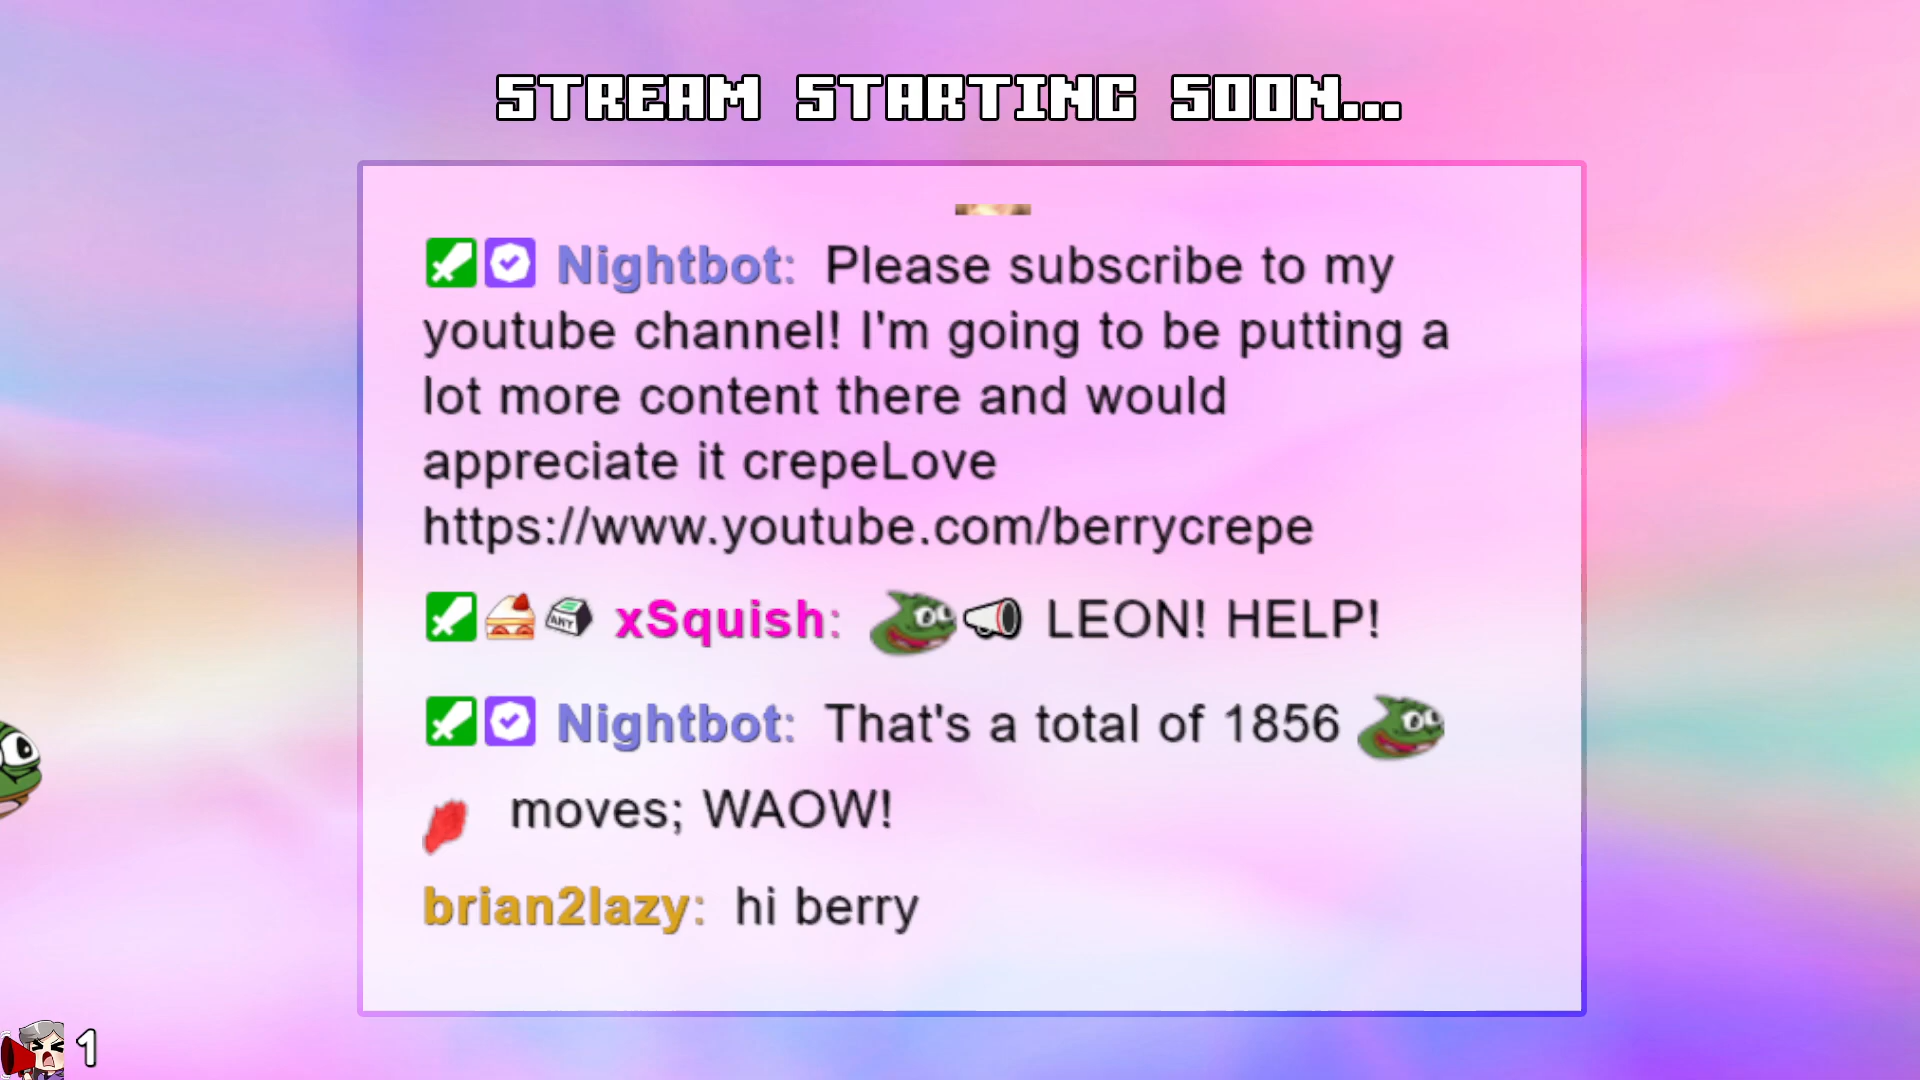 STREAM STARTING SOON...
Nightbot: Please subscribe to my
youtube channel! I'm going to be putting a
lot more content there and would
appreciate it crepeLove
https://www.youtube.com/berrycrepe
ANY xSquish: LEON! HELP!
Nightbot: That's a total of 1856
moves; WAOW!
brian2lazy: hi berry
1